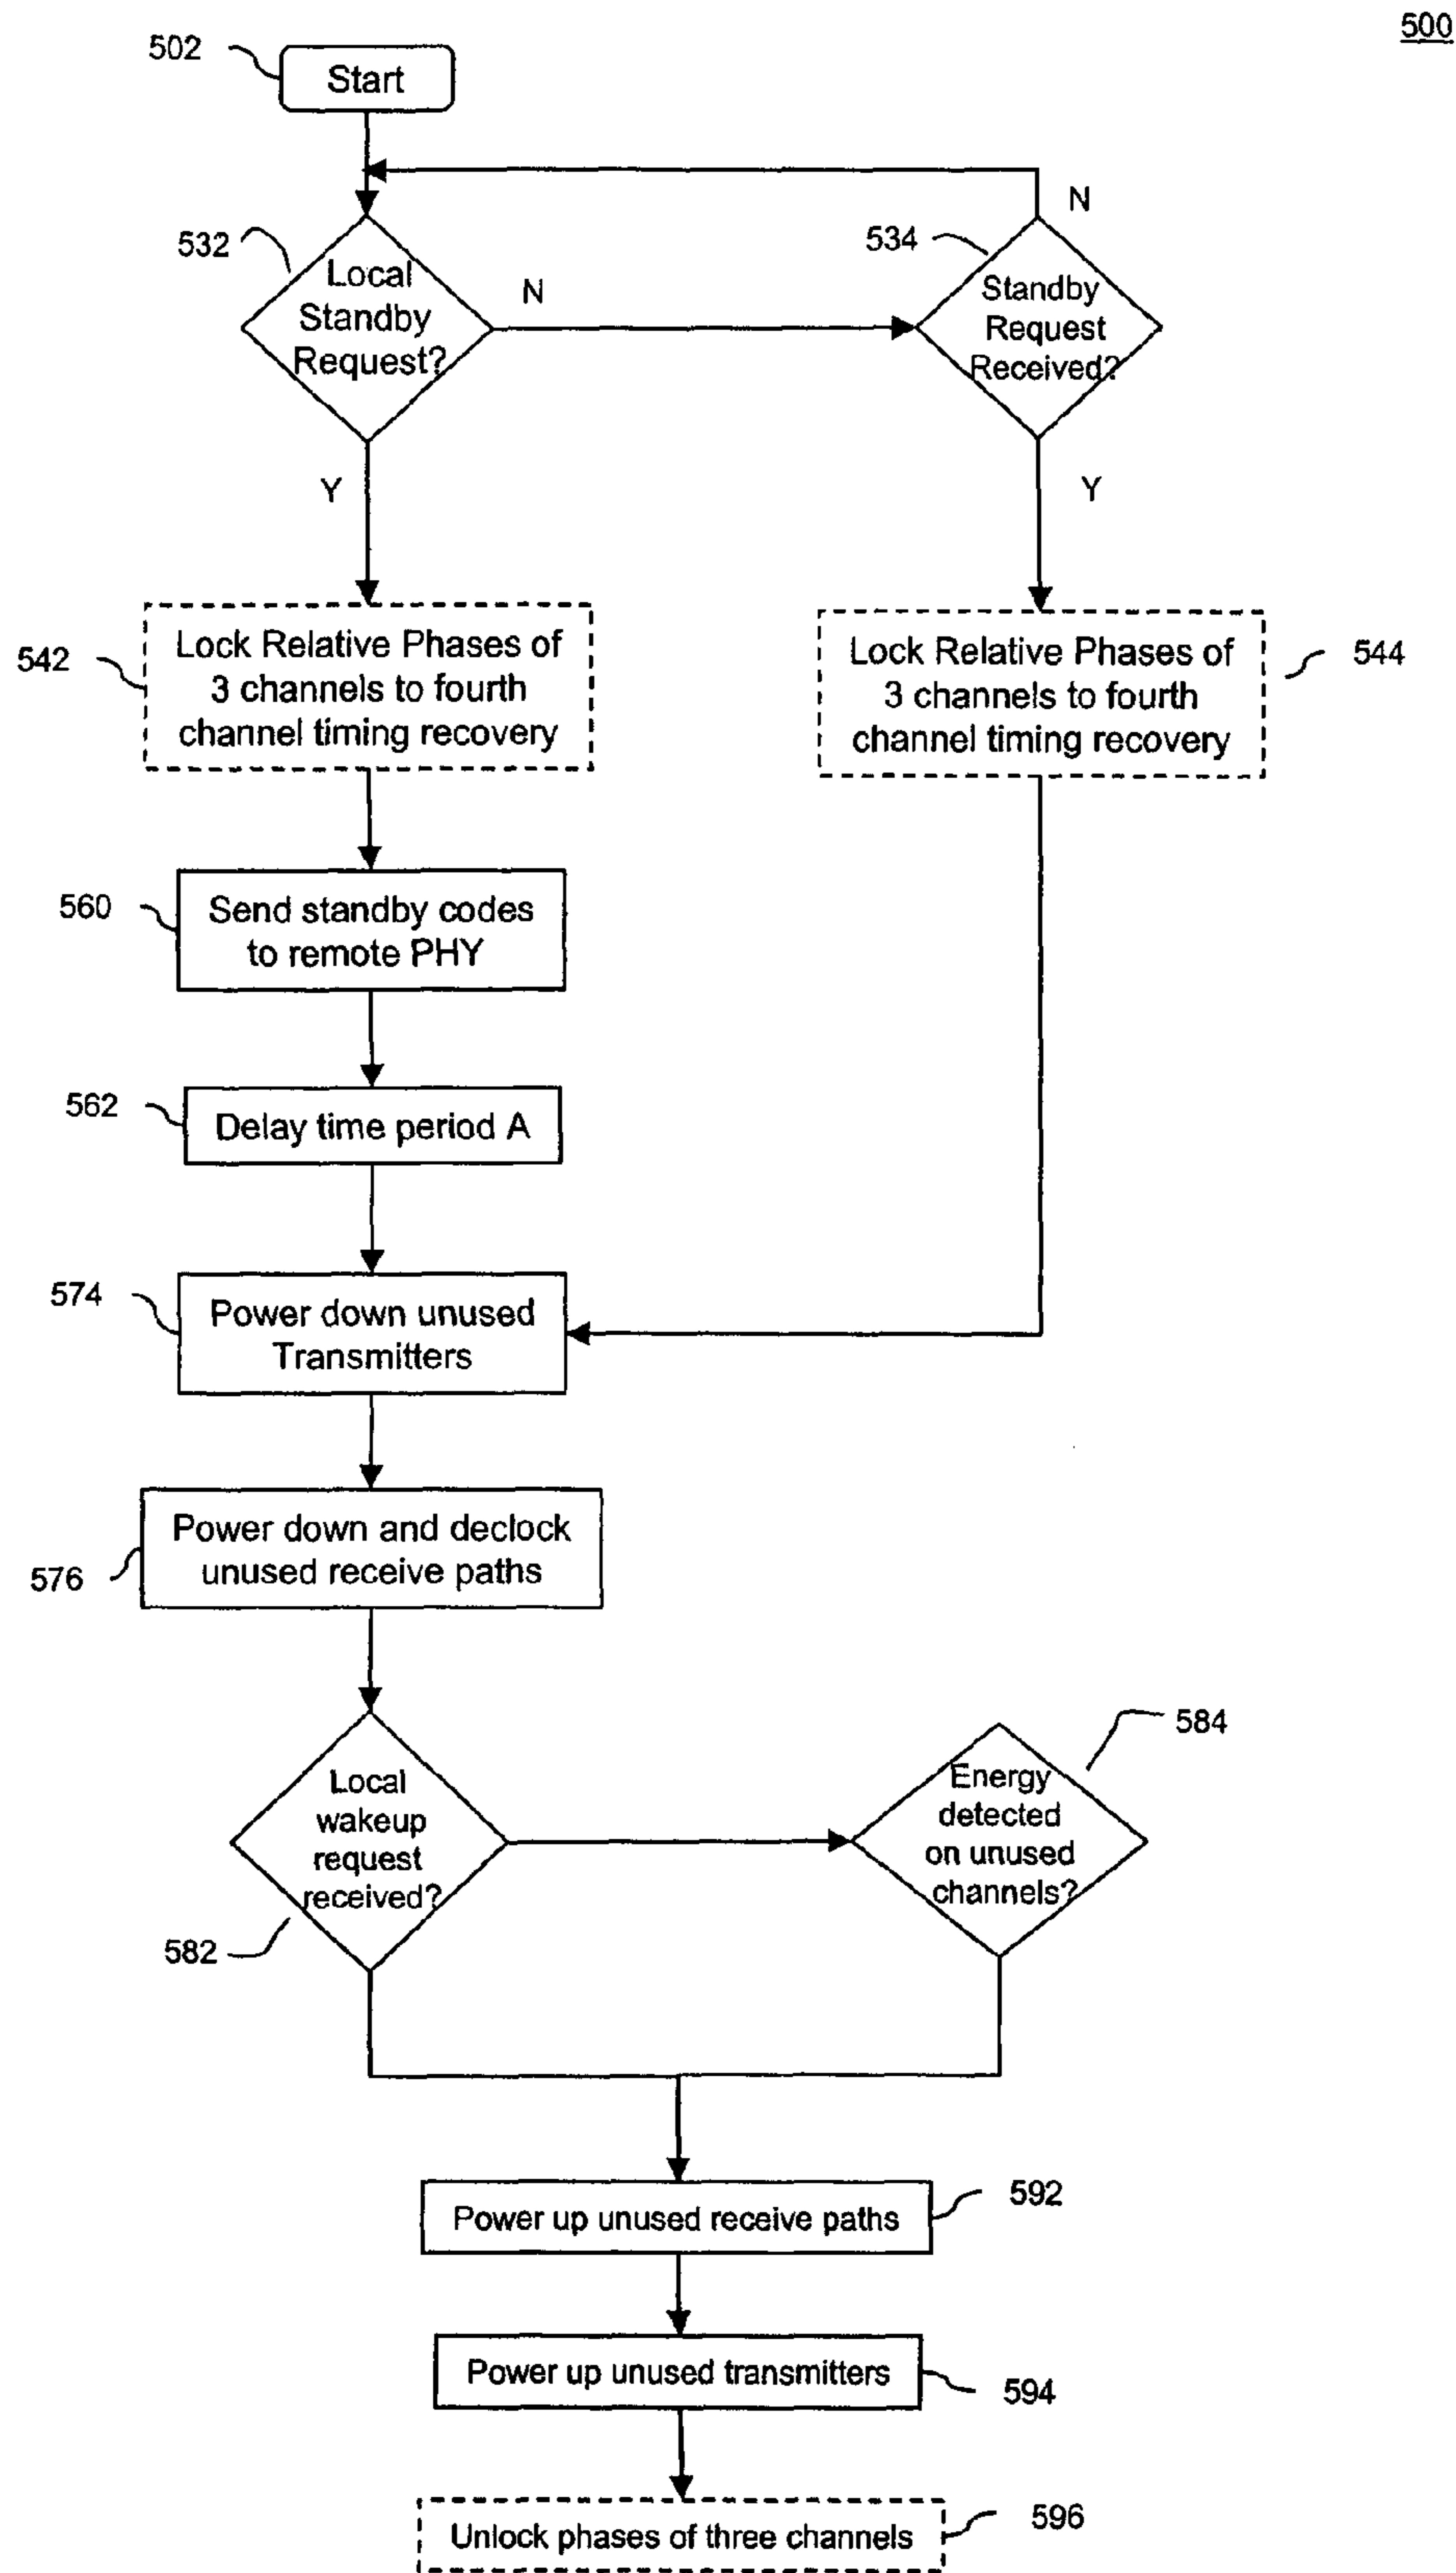 500
502
Start
N
532
534
Local
Standby
Request?
N
Standby
Request
Received?
Y
Y
542
Lock Relative Phases of
3 channels to fourth
channel timing recovery
Lock Relative Phases of
3 channels to fourth
channel timing recovery
544
560
Send standby codes
to remote PHY
562
Delay time period A
574
Power down unused
Transmitters
576
Power down and declock
unused receive paths
584
Local
wakeup
request
received?
Energy
detected
on unused
channels?
582
592
Power up unused receive paths
Power up unused transmitters
594
596
Unlock phases of three channels